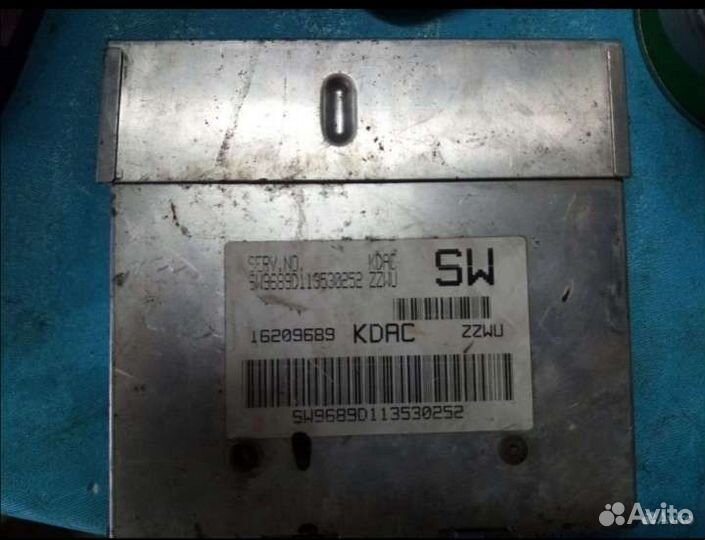 SERV.NO. KDAC
SW9689D113530252 ZZWU
SW
16209689 KDAC ZZWU
SW9689D113530252
Avito